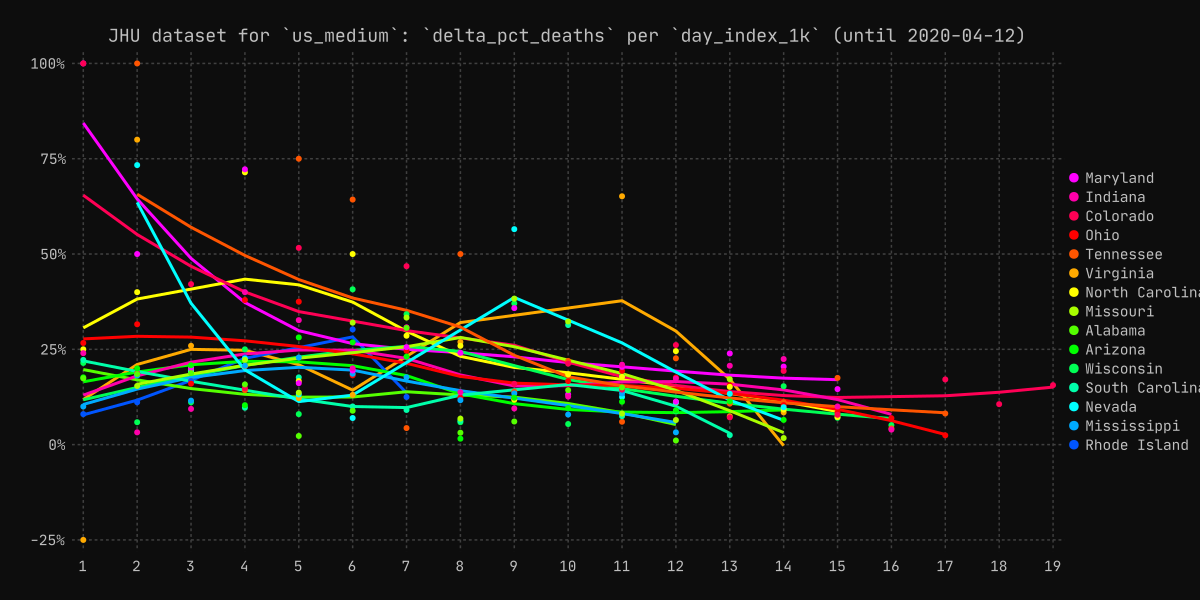 JHU dataset for `us_medium`: `delta_pct_deaths` per `day_index_1k` (until 2020-04-12)
100%
75%
50%
25%
0%
-25%
1 2 3 4 5 6 7 8 9 10 11 12 13 14 15 16 17 18 19
Maryland
Indiana
Colorado
Ohio
Tennessee
Virginia
North Carolina
Missouri
Alabama
Arizona
Wisconsin
South Carolina
Nevada
Mississippi
Rhode Island